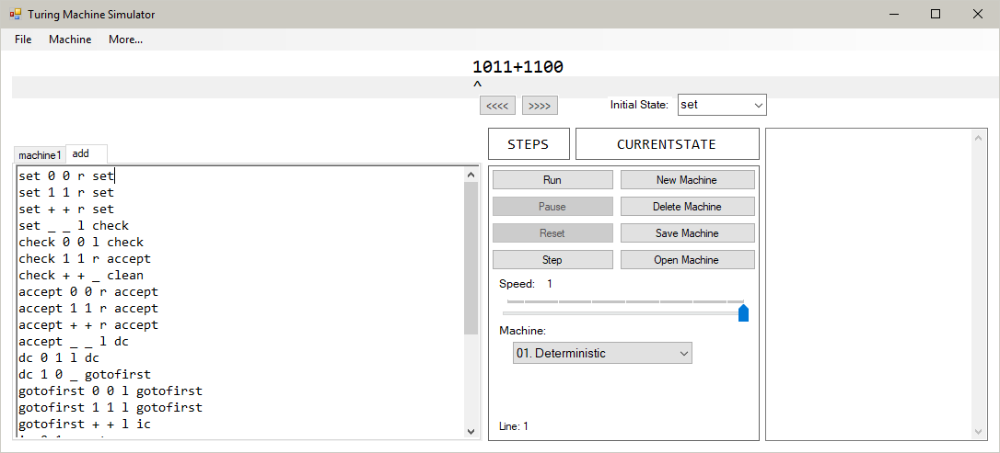 Turing Machine Simulator
File Machine More...
1011+1100
^
<<<< >>>> Initial State: set
STEPS CURRENTSTATE
machine1 add
set 0 0 r set
set 1 1 r set
set + + r set
set _ _ l check
check 0 0 l check
check 1 1 r accept
check + + _ clean
accept 0 0 r accept
accept 1 1 r accept
accept + + r accept
accept _ _ l dc
dc 0 1 l dc
dc 1 0 _ gotofirst
gotofirst 0 0 l gotofirst
gotofirst 1 1 l gotofirst
gotofirst + + l ic
Run New Machine
Pause Delete Machine
Reset Save Machine
Step Open Machine
Speed: 1
Machine:
01. Deterministic
Line: 1